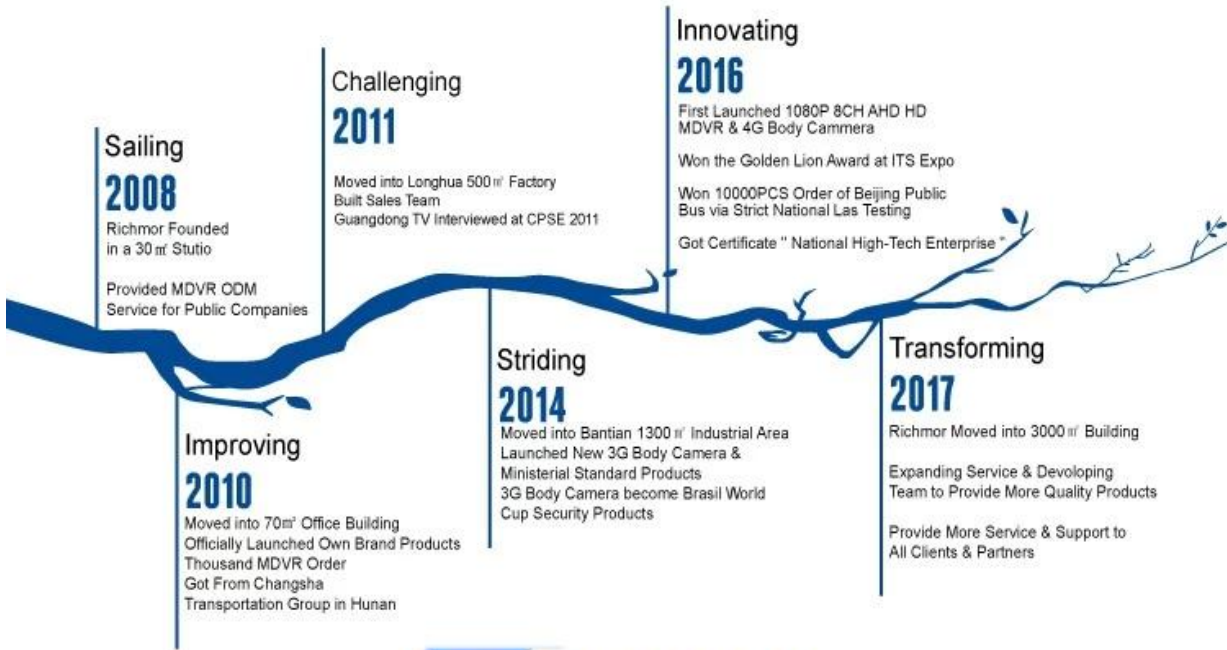 Sailing
2008
Richmor Founded
in a 30㎡ Stutio
Provided MDVR ODM
Service for Public Companies
Improving
2010
Moved into 70㎡ Office Building
Officially Launched Own Brand Products
Thousand MDVR Order
Got From Changsha
Transportation Group in Hunan
Challenging
2011
Moved into Longhua 500㎡ Factory
Built Sales Team
Guangdong TV Interviewed at CPSE 2011
Striding
2014
Moved into Bantian 1300㎡ Industrial Area
Launched New 3G Body Camera &
Ministerial Standard Products
3G Body Camera become Brasil World
Cup Security Products
Innovating
2016
First Launched 1080P 8CH AHD HD
MDVR & 4G Body Cammera
Won the Golden Lion Award at ITS Expo
Won 10000PCS Order of Beijing Public
Bus via Strict National Las Testing
Got Certificate " National High-Tech Enterprise "
Transforming
2017
Richmor Moved into 3000㎡ Building
Expanding Service & Devoloping
Team to Provide More Quality Products
Provide More Service & Support to
All Clients & Partners